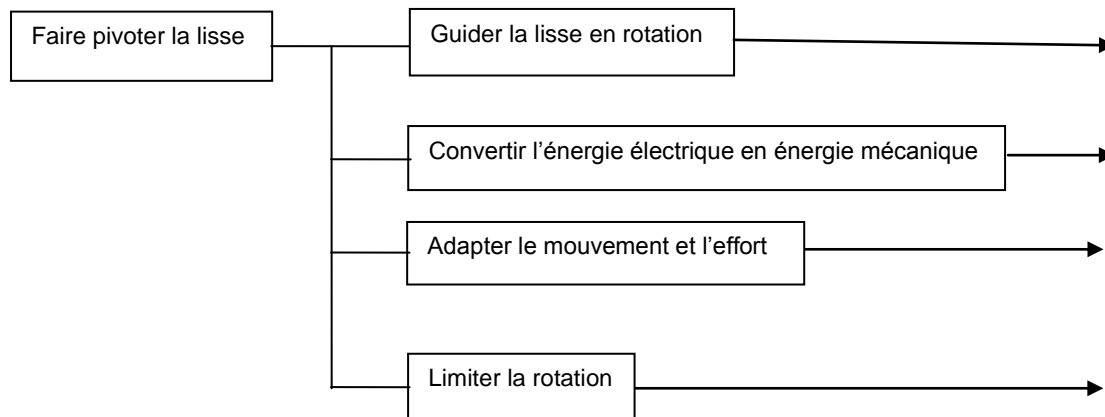 Faire pivoter la lisse
Guider la lisse en rotation
Convertir l’énergie électrique en énergie mécanique
Adapter le mouvement et l’effort
Limiter la rotation